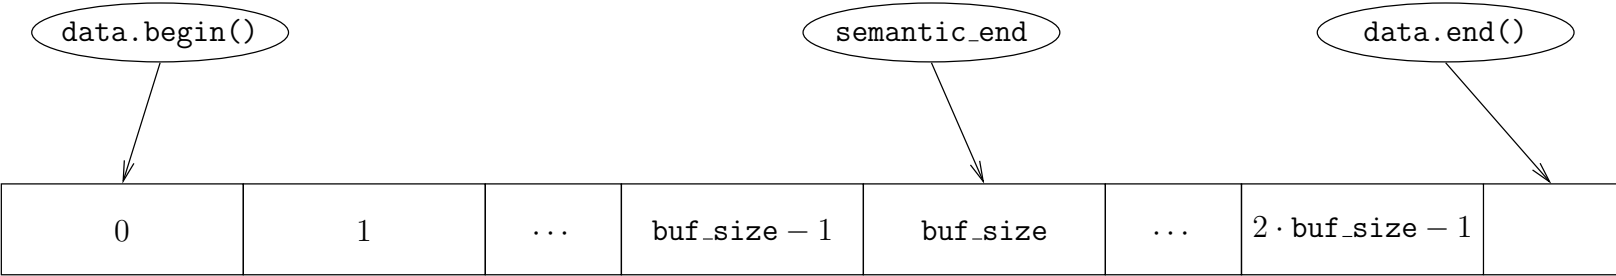 data.begin() semantic_end data.end()
0 1 ··· buf_size − 1 buf_size ··· 2 · buf_size − 1